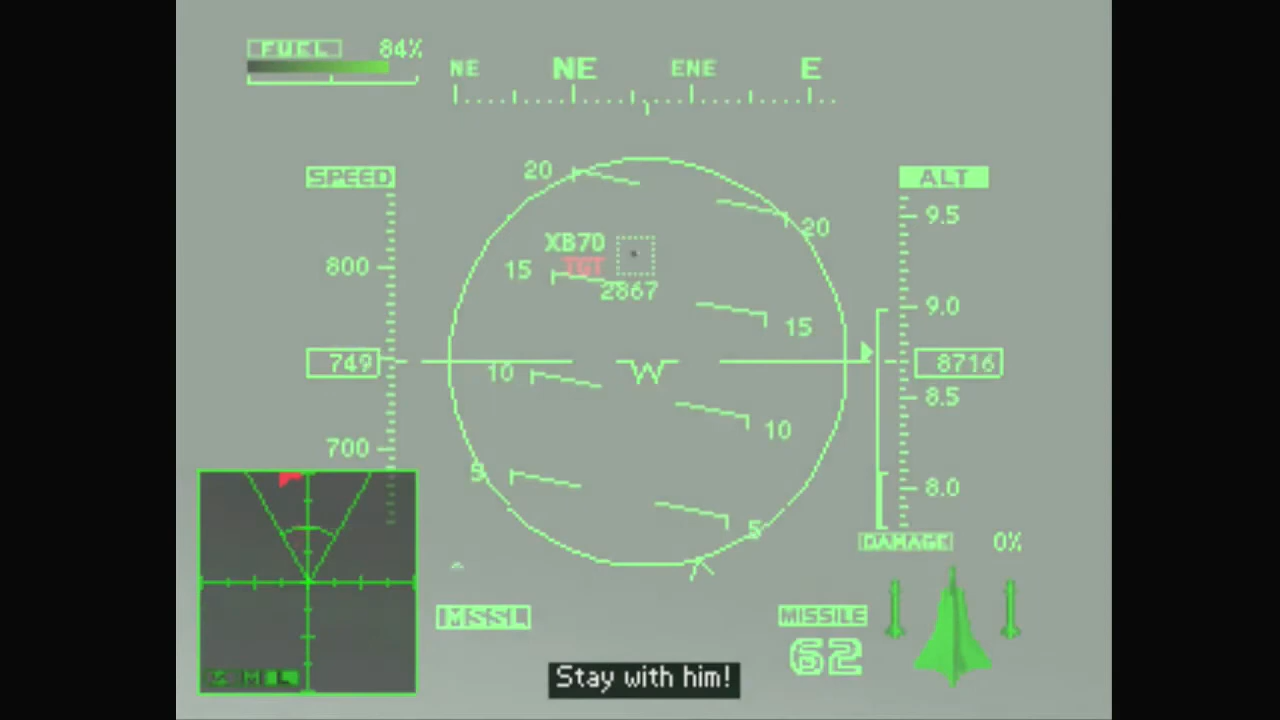 FUEL 84%
NE NE ENE E
SPEED
ALT
20
20
9.5
XB70
TGT
15
800
2867
9.0
15
749
10
8716
8.5
10
700
5
8.0
5
DAMAGE 0%
MSSL
MISSILE
62
Stay with him!